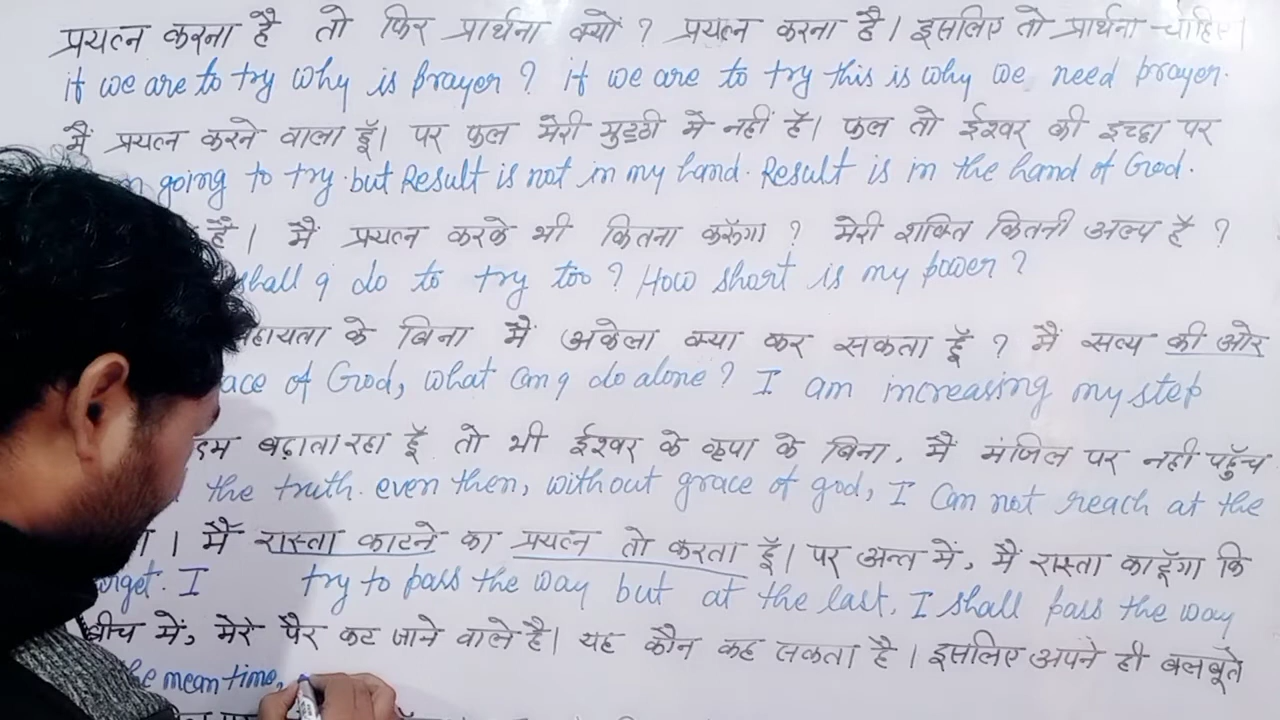 प्रयत्न करना है तो फिर प्रार्थना क्यों ? प्रयत्न करना है। इसलिए तो प्रार्थना चाहिए।
if we are to try why is prayer ? if we are to try this is why we need prayer.
मैं प्रयत्न करने वाला हूँ। पर फल मेरी मुट्ठी में नहीं है। फल तो ईश्वर की इच्छा पर
going to try. but Result is not in my hand. Result is in the hand of God.
है। मैं प्रयत्न करके भी कितना करूँगा ? मेरी शक्ति कितनी अल्प है ?
shall I do to try too ? How short is my power ?
के बिना मैं अकेला क्या कर सकता हूँ ? मैं सत्य की ओर
of God, what can I do alone ? I am increasing my step
बढ़ाता रहा हूँ तो भी ईश्वर के कृपा के बिना, मैं मंजिल पर नही पहुँच
the truth. even then, without grace of god, I Can not reach at the
। मैं रास्ता काटने का प्रयत्न तो करता हूँ। पर अन्त में, मैं रास्ता काटूँगा कि
I try to pass the way but at the last, I shall pass the way
बीच में, मेरे पैर कट जाने वाले है। यह कौन कह सकता है। इसलिए अपने ही बलबूते
mean time,